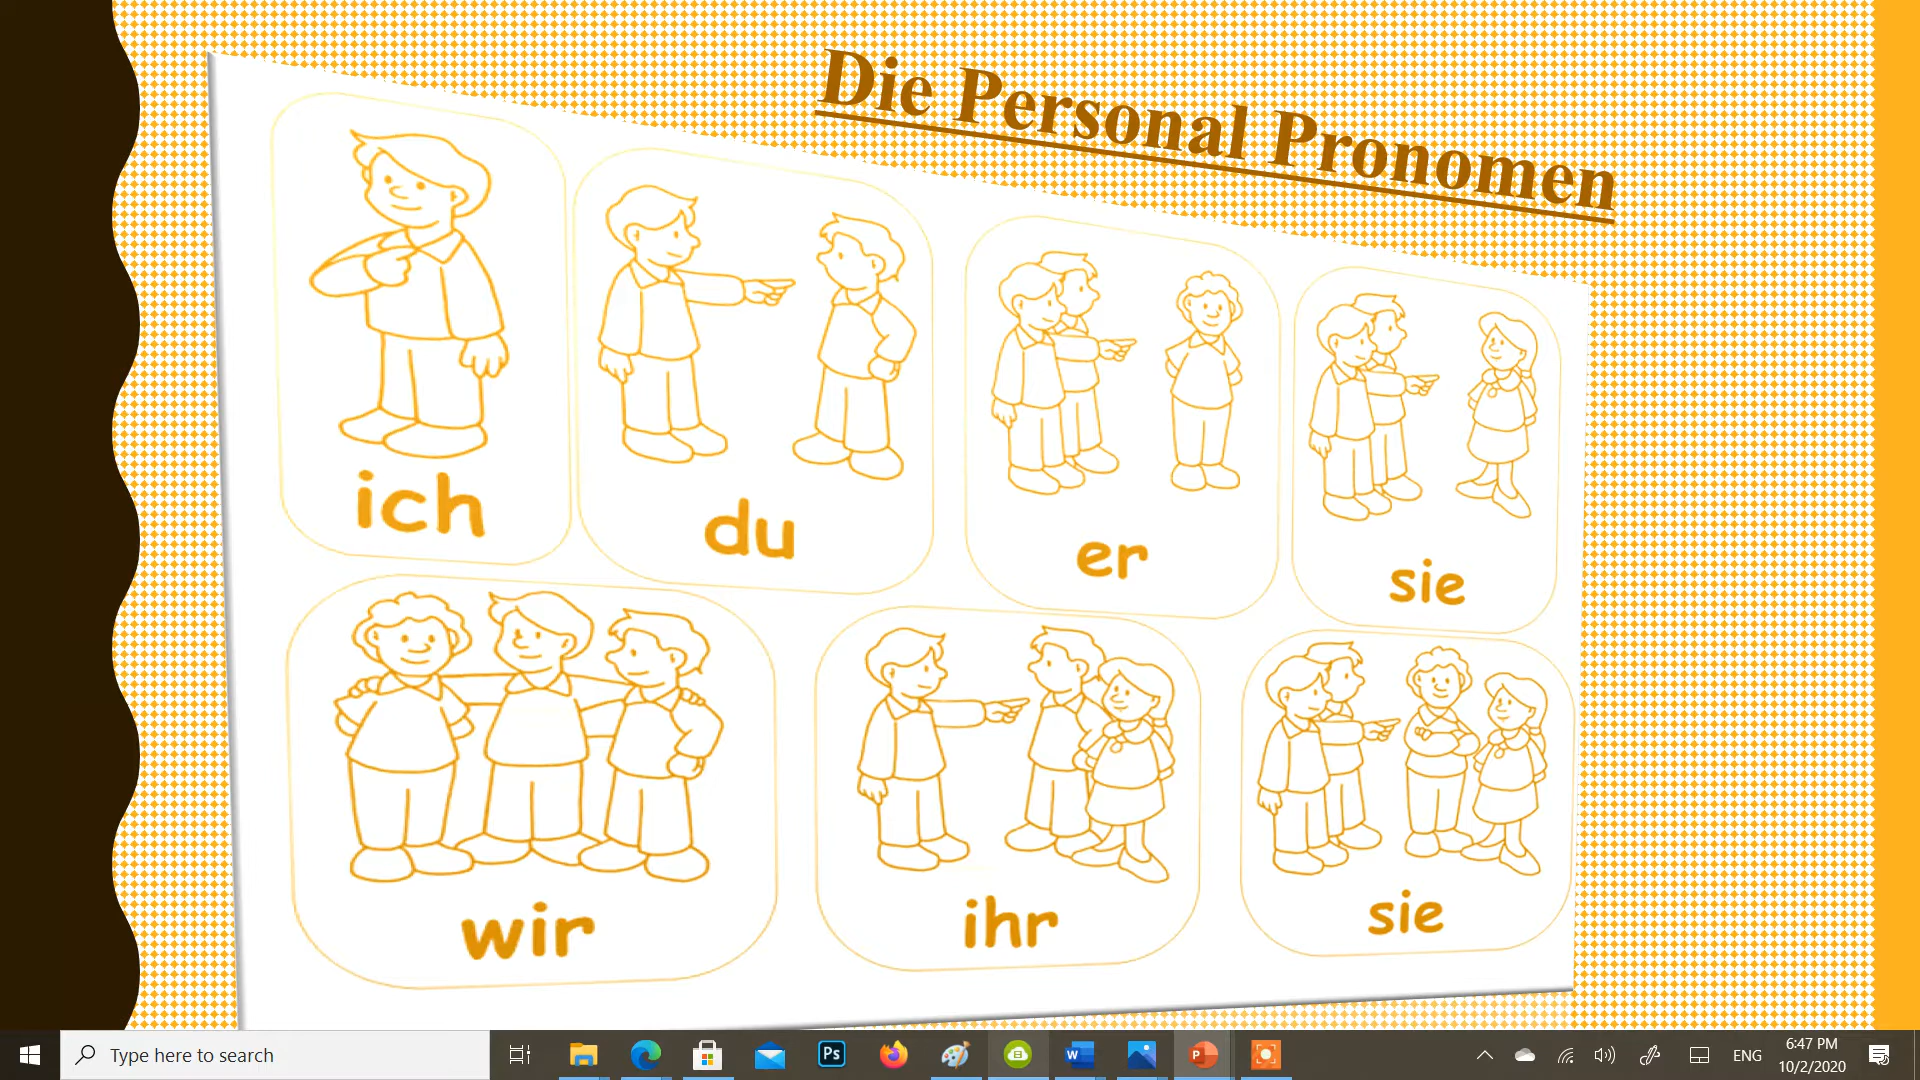 Die Personal Pronomen
ich
du
er
sie
wir
ihr
sie
Type here to search
Ps
W
P
ENG
6:47 PM
10/2/2020